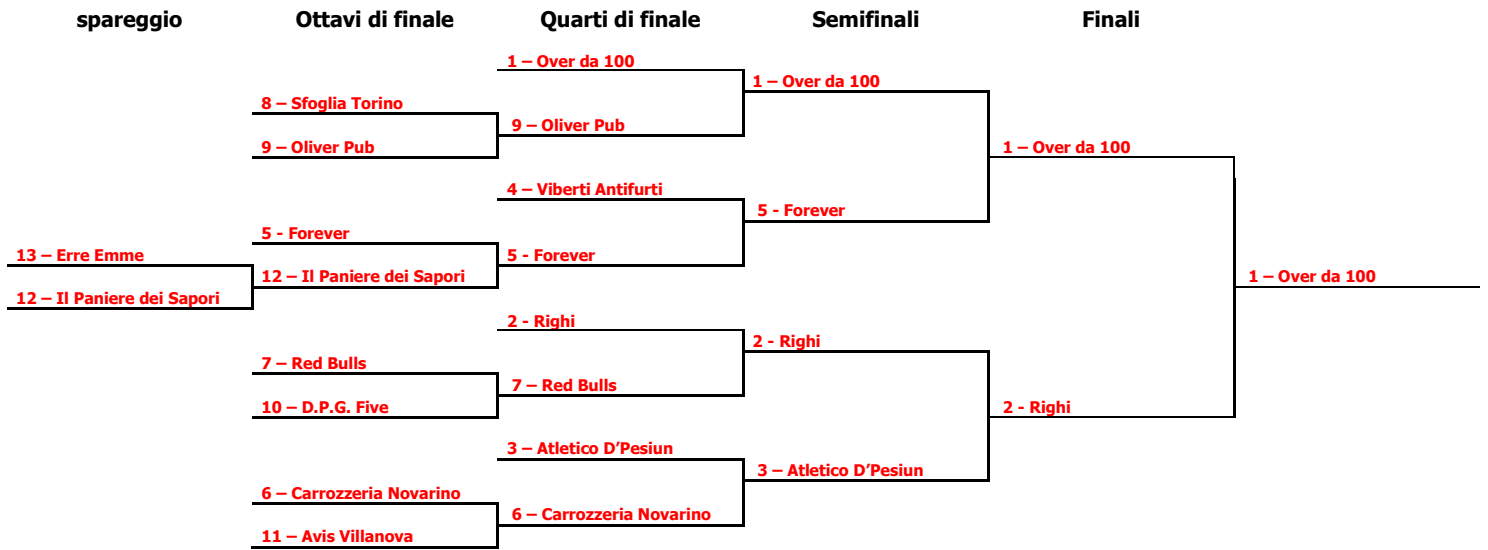 spareggio
Ottavi di finale
Quarti di finale
Semifinali
Finali
1 – Over da 100
1 – Over da 100
8 – Sfoglia Torino
9 – Oliver Pub
9 – Oliver Pub
1 – Over da 100
4 – Viberti Antifurti
5 - Forever
5 - Forever
13 – Erre Emme
5 - Forever
12 – Il Paniere dei Sapori
1 – Over da 100
12 – Il Paniere dei Sapori
2 - Righi
2 - Righi
7 – Red Bulls
7 – Red Bulls
10 – D.P.G. Five
2 - Righi
3 – Atletico D’Pesiun
3 – Atletico D’Pesiun
6 – Carrozzeria Novarino
6 – Carrozzeria Novarino
11 – Avis Villanova